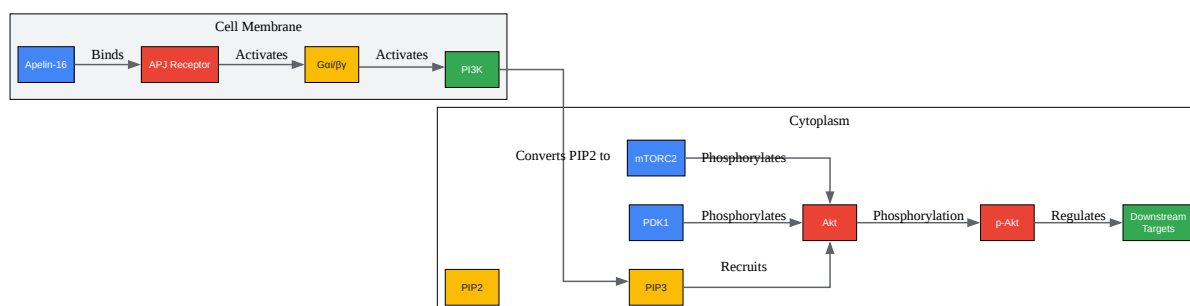 Cell Membrane
Apelin-16
Binds
APJ Receptor
Activates
Gαi/βγ
Activates
PI3K
Cytoplasm
Converts PIP2 to
mTORC2
Phosphorylates
PDK1
Phosphorylates
Akt
Phosphorylation
p-Akt
Regulates
Downstream
Targets
PIP2
PIP3
Recruits